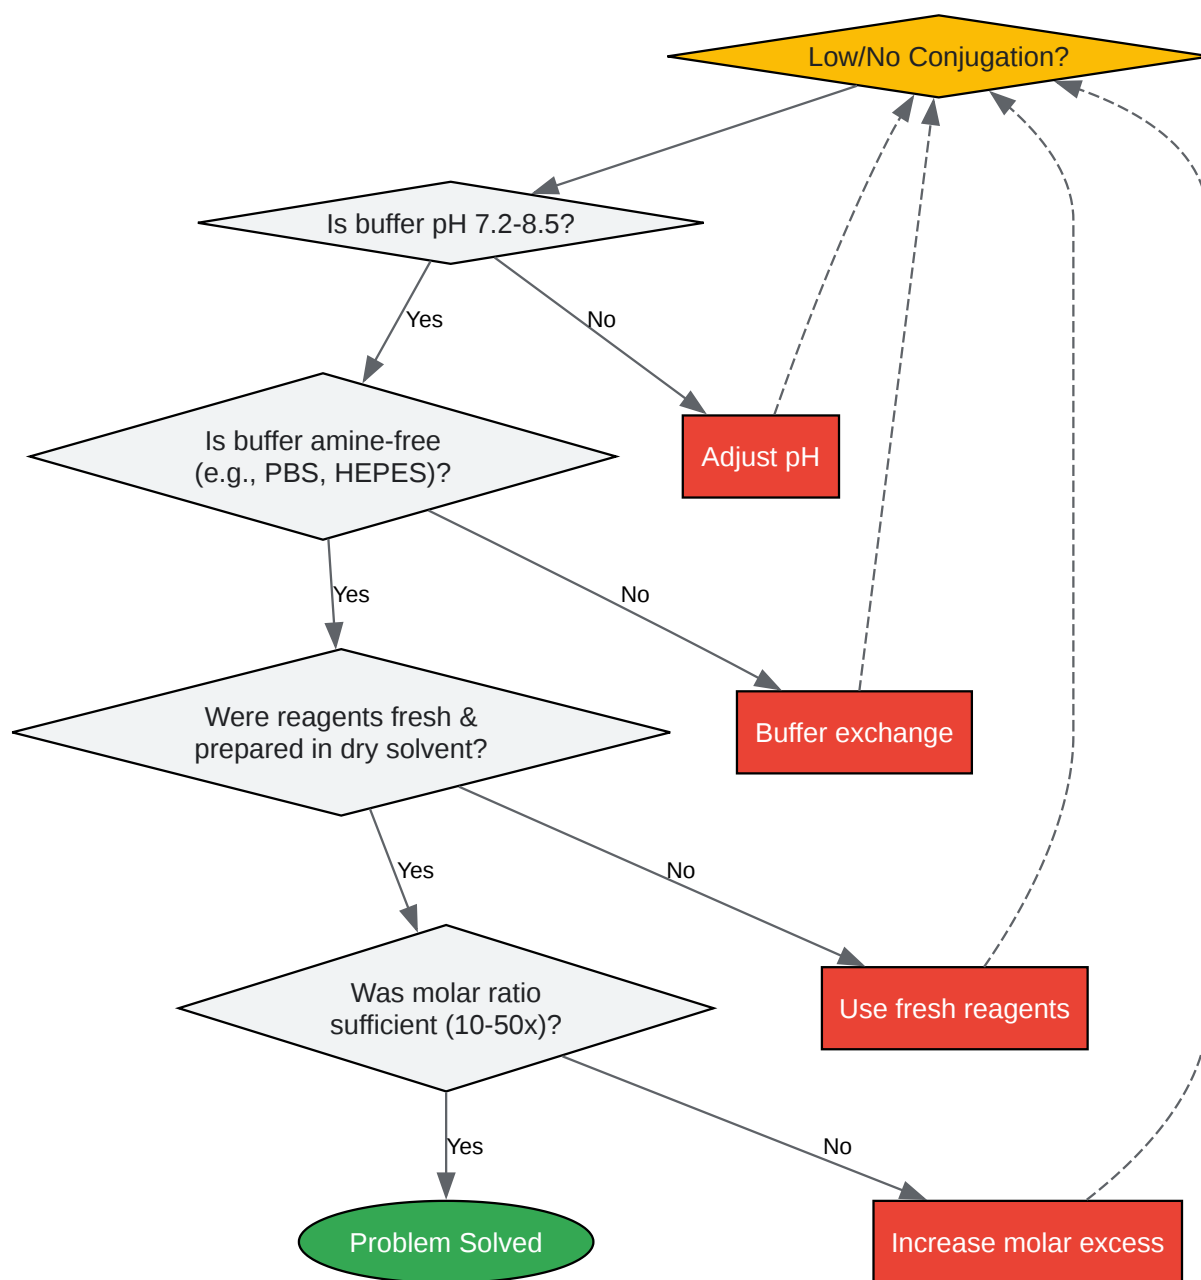 Low/No Conjugation?
Is buffer pH 7.2-8.5?
Yes
No
Is buffer amine-free
(e.g., PBS, HEPES)?
Adjust pH
Yes
No
Were reagents fresh &
prepared in dry solvent?
Buffer exchange
Yes
No
Was molar ratio
sufficient (10-50x)?
Use fresh reagents
Yes
No
Problem Solved
Increase molar excess